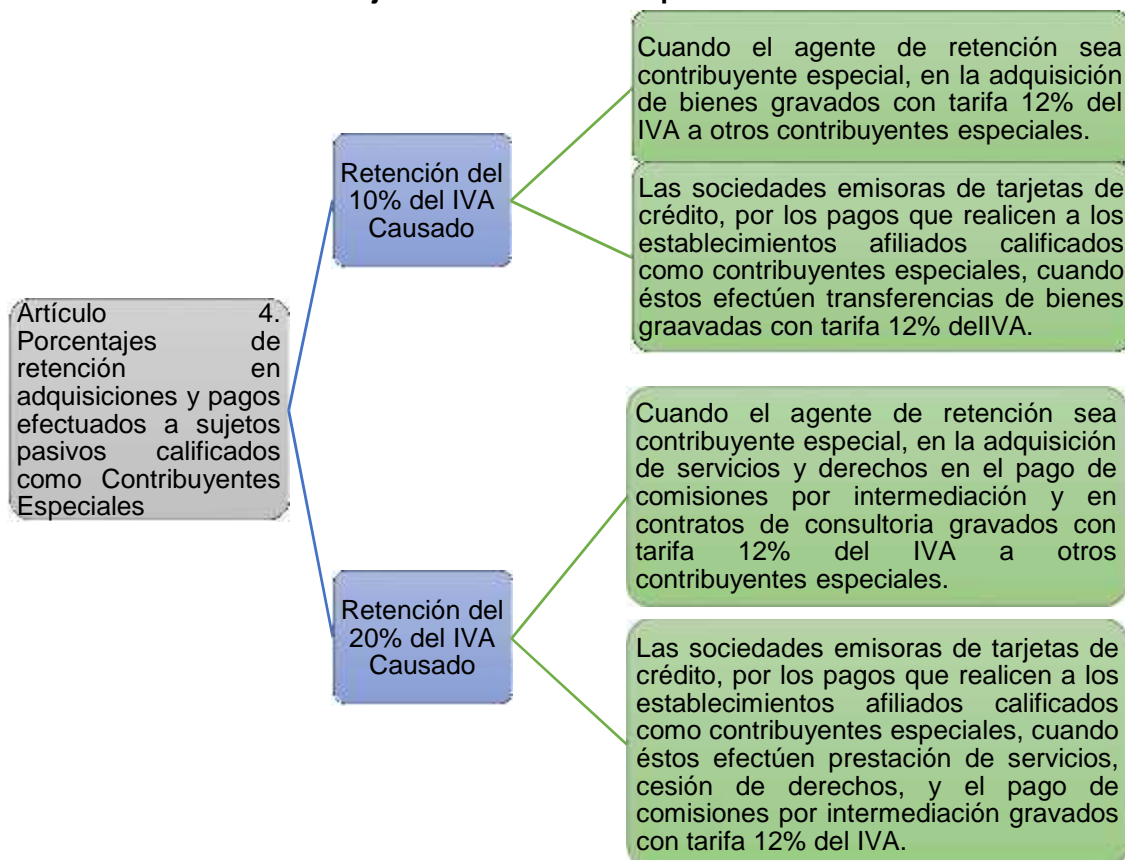 Artículo 4.
Porcentajes de
retención en
adquisiciones y pagos
efectuados a sujetos
pasivos calificados
como Contribuyentes
Especiales
Retención del
10% del IVA
Causado
Cuando el agente de retención sea
contribuyente especial, en la adquisición
de bienes gravados con tarifa 12% del
IVA a otros contribuyentes especiales.
Las sociedades emisoras de tarjetas de
crédito, por los pagos que realicen a los
establecimientos afiliados calificados
como contribuyentes especiales, cuando
éstos efectúen transferencias de bienes
graavadas con tarifa 12% delIVA.
Retención del
20% del IVA
Causado
Cuando el agente de retención sea
contribuyente especial, en la adquisición
de servicios y derechos en el pago de
comisiones por intermediación y en
contratos de consultoria gravados con
tarifa 12% del IVA a otros
contribuyentes especiales.
Las sociedades emisoras de tarjetas de
crédito, por los pagos que realicen a los
establecimientos afiliados calificados
como contribuyentes especiales, cuando
éstos efectúen prestación de servicios,
cesión de derechos, y el pago de
comisiones por intermediación gravados
con tarifa 12% del IVA.